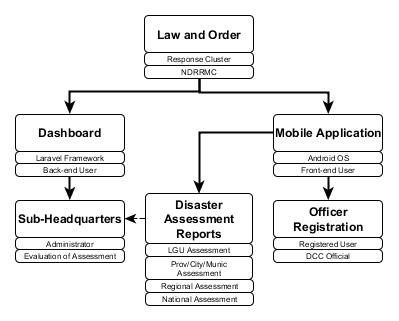 Law and Order
Response Cluster
NDRRMC
Dashboard
Laravel Framework
Back-end User
Mobile Application
Android OS
Front-end User
Sub-Headquarters
Administrator
Evaluation of Assessment
Disaster
Assessment
Reports
LGU Assessment
Prov/City/Munic
Assessment
Regional Assessment
National Assessment
Officer
Registration
Registered User
DCC Official